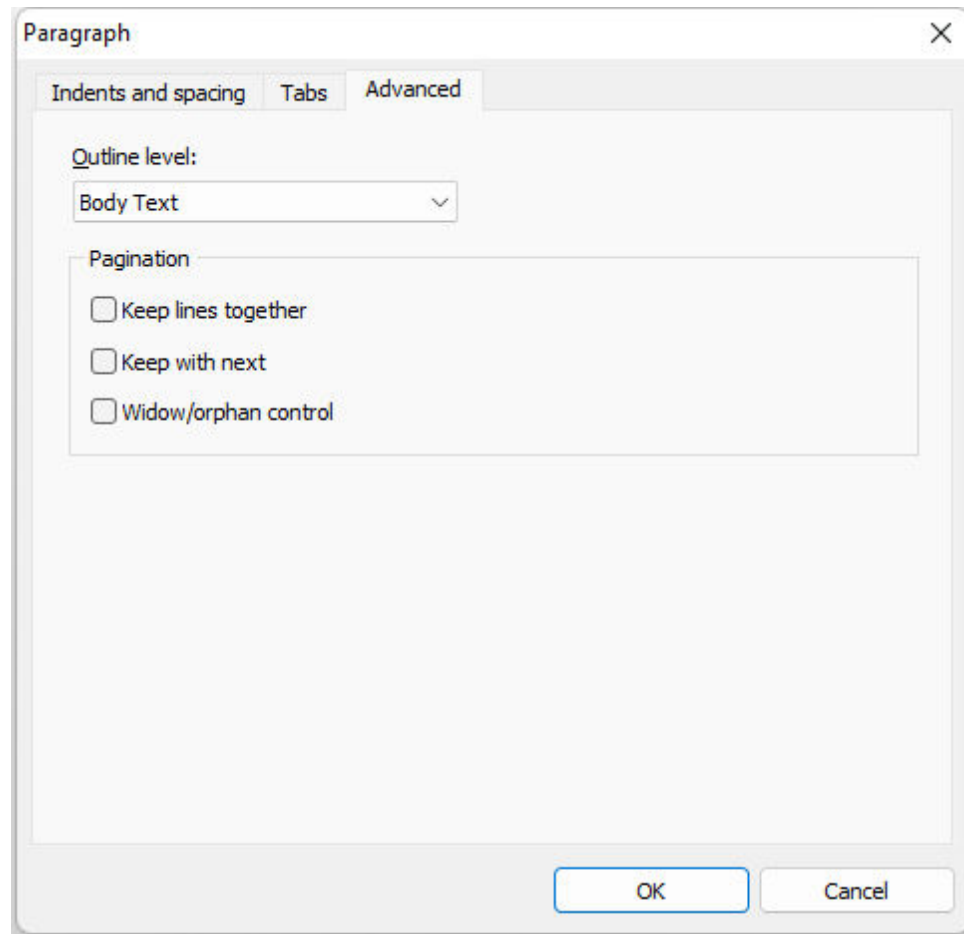 Paragraph
Indents and spacing Tabs Advanced
Outline level:
Body Text
Pagination
Keep lines together
Keep with next
Widow/orphan control
OK Cancel